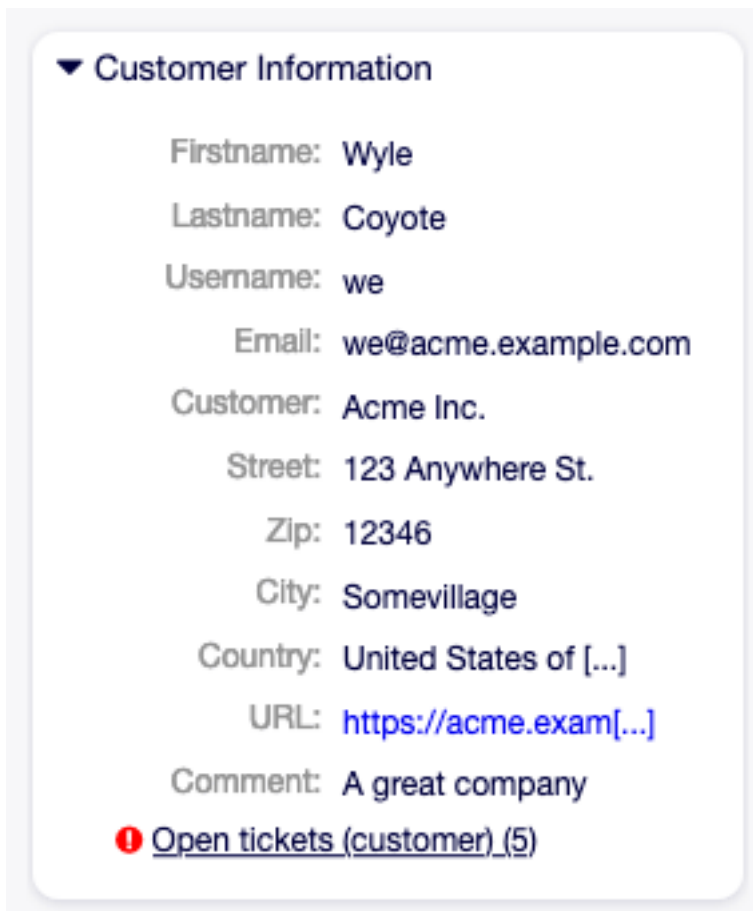 Customer Information
Firstname: Wyle
Lastname: Coyote
Username: we
Email: we@acme.example.com
Customer: Acme Inc.
Street: 123 Anywhere St.
Zip: 12346
City: Somevillage
Country: United States of [...]
URL: https://acme.exam[...]
Comment: A great company
Open tickets (customer) (5)